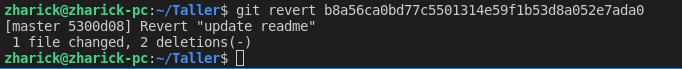 zharick@zharick-pc:~/Taller$ git revert b8a56ca0bd77c5501314e59f1b53d8a052e7ada0
[master 5300d08] Revert "update readme"
 1 file changed, 2 deletions(-)
zharick@zharick-pc:~/Taller$